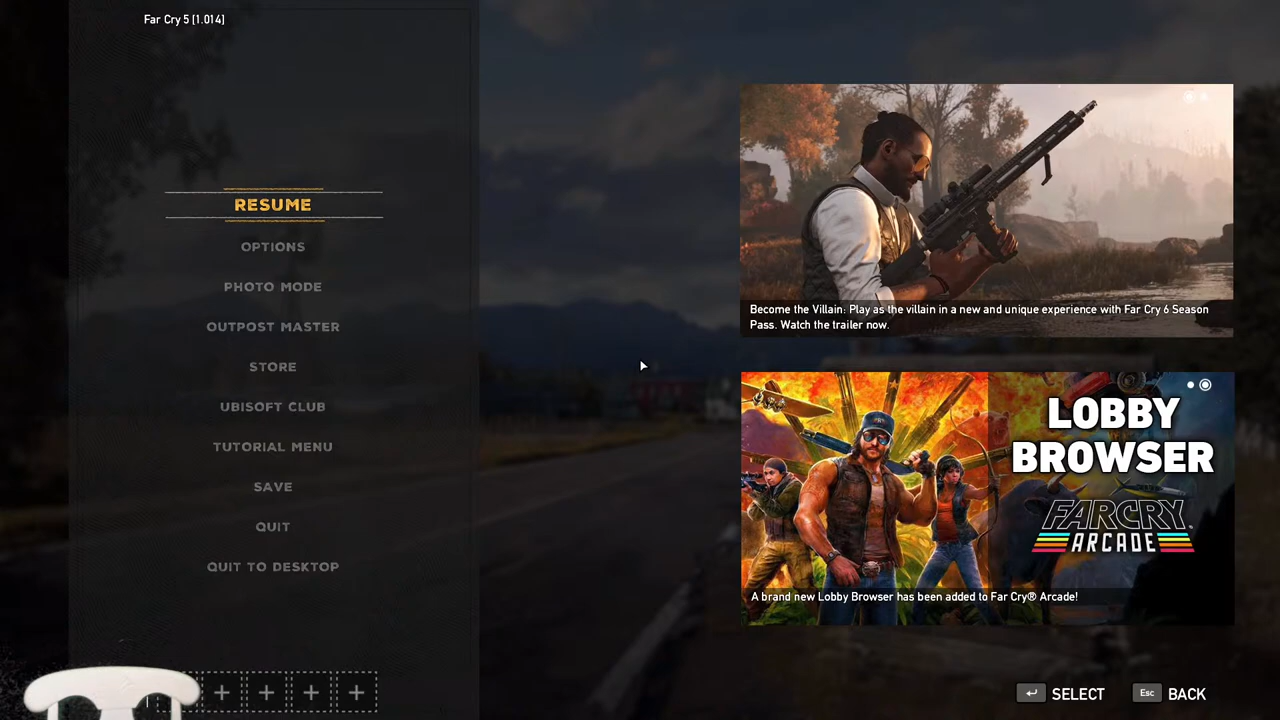 Far Cry 5 [1.014]
RESUME
OPTIONS
PHOTO MODE
OUTPOST MASTER
STORE
UBISOFT CLUB
TUTORIAL MENU
SAVE
QUIT
QUIT TO DESKTOP
Become the Villain: Play as the villain in a new and unique experience with Far Cry 6 Season
Pass. Watch the trailer now.
LOBBY
BROWSER
FARCRY
ARCADE
A brand new Lobby Browser has been added to Far Cry® Arcade!
SELECT
Esc BACK